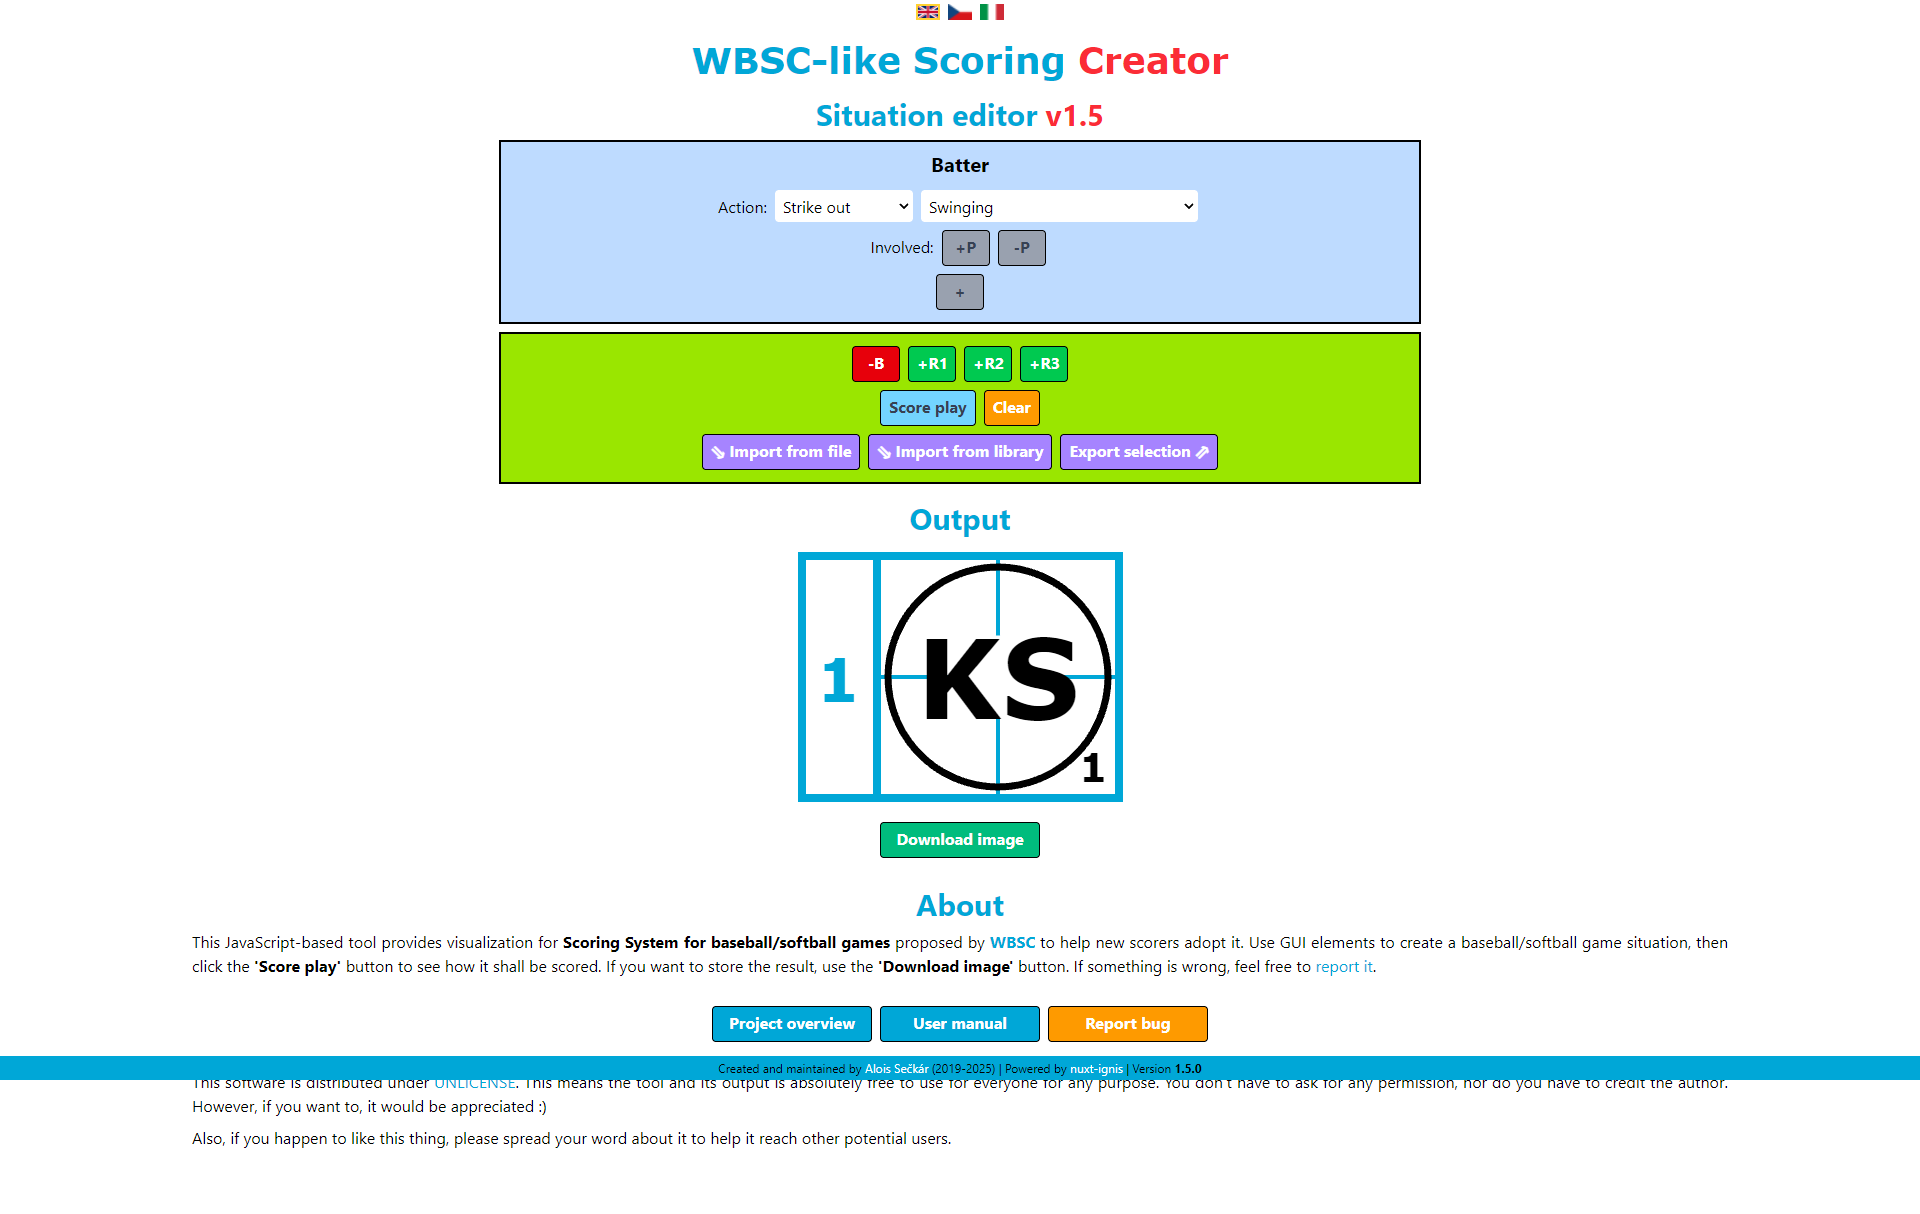 WBSC-like Scoring Creator
Situation editor v1.5
Batter
Action: Strike out Swinging
Involved: +P -P
+
-B +R1 +R2 +R3
Score play Clear
⇘ Import from file ⇘ Import from library Export selection ⇗
Output
1 KS 1
Download image
About
This JavaScript-based tool provides visualization for Scoring System for baseball/softball games proposed by WBSC to help new scorers adopt it. Use GUI elements to create a baseball/softball game situation, then
click the 'Score play' button to see how it shall be scored. If you want to store the result, use the 'Download image' button. If something is wrong, feel free to report it.
Project overview User manual Report bug
Created and maintained by Alois Sečkár (2019-2025) | Powered by nuxt-ignis | Version 1.5.0
This software is distributed under UNLICENSE. This means the tool and its output is absolutely free to use for everyone for any purpose. You don't have to ask for any permission, nor do you have to credit the author.
However, if you want to, it would be appreciated :)
Also, if you happen to like this thing, please spread your word about it to help it reach other potential users.